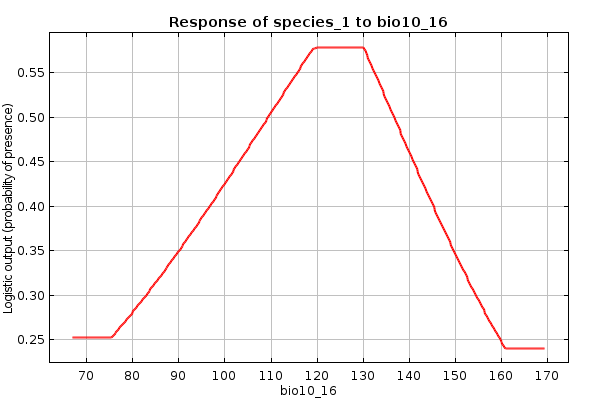 Response of species_1 to bio10_16
Logistic output (probability of presence)
0.55
0.50
0.45
0.40
0.35
0.30
0.25
70 80 90 100 110 120 130 140 150 160 170
bio10_16